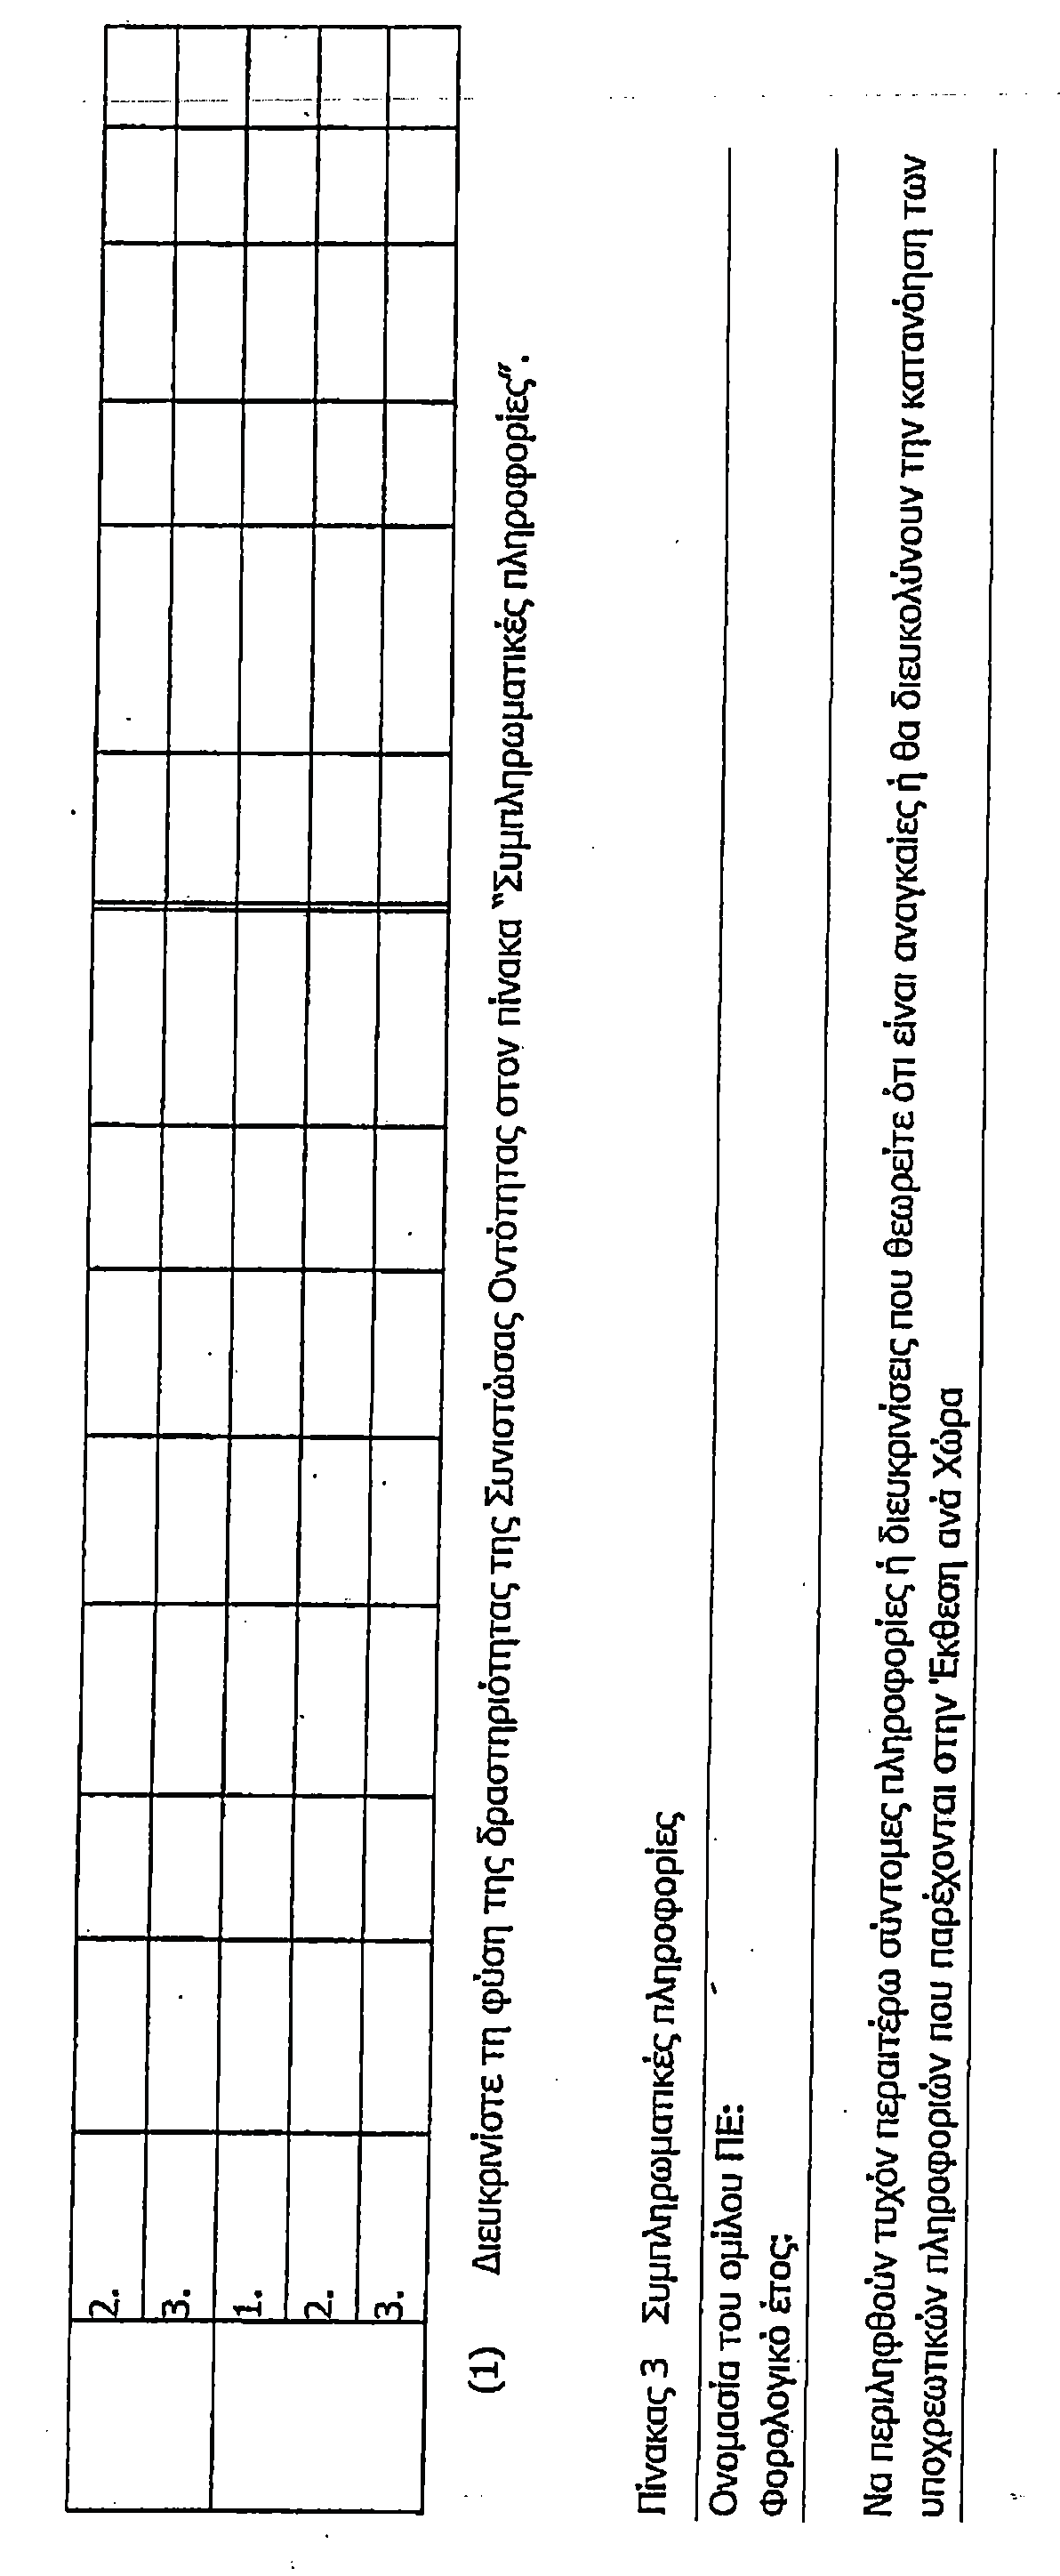 2.
3.
1.
2.
3.
(1) Διευκρινίστε τη φύση της δραστηριότητας της Συνιστώσας Οντότητας στον πίνακα "Συμπληρωματικές πληροφορίες".
Πίνακας 3 Συμπληρωματικές πληροφορίες
Ονομασία του ομίλου ΠΕ:
Φορολογικό έτος:
Να περιληφθούν τυχόν περαιτέρω σύντομες πληροφορίες ή διευκρινίσεις που θεωρείτε ότι είναι αναγκαίες ή θα διευκολύνουν την κατανόηση των
υποχρεωτικών πληροφοριών που παρέχονται στην Έκθεση ανά Χώρα